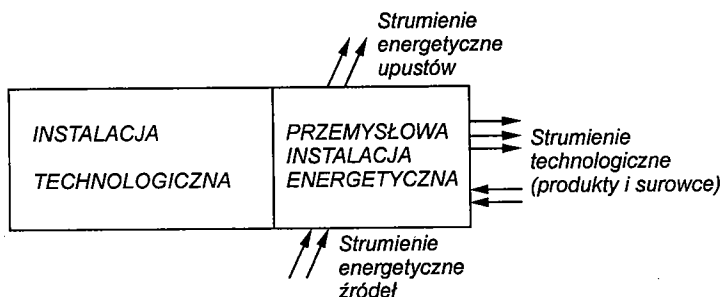 Strumienie
energetyczne
upustów
INSTALACJA
TECHNOLOGICZNA
PRZEMYSŁOWA
INSTALACJA
ENERGETYCZNA
Strumienie
technologiczne
(produkty i surowce)
Strumienie
energetyczne
źródeł